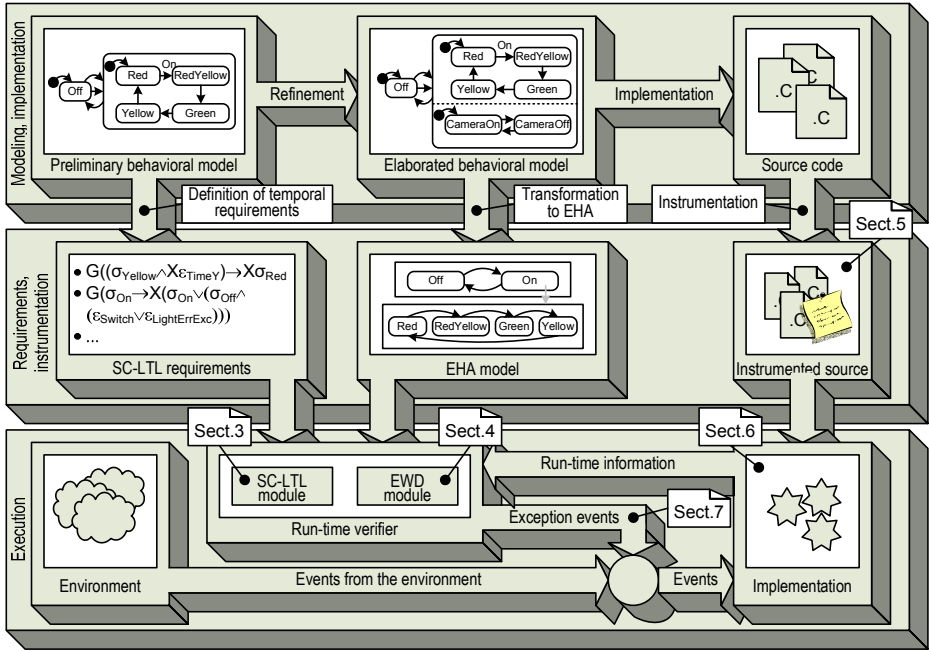 Modeling, implementation
On
Red
RedYellow
Off
Yellow
Green
Preliminary behavioral model
Refinement
On
Red
RedYellow
Off
Yellow
Green
CameraOn
CameraOff
Elaborated behavioral model
Implementation
.C
.C
.C
Source code
Definition of temporal
requirements
Transformation
to EHA
Instrumentation
Sect.5
Requirements,
instrumentation
• G((σYellow∧XεTimeY)→XσRed
• G(σOn→X(σOn∨(σOff∧
(εSwitch∨εLightErrExc)))
• ...
SC-LTL requirements
Off
On
Red
RedYellow
Green
Yellow
EHA model
.C
Instrumented source
Sect.3
Sect.4
Sect.6
Execution
Environment
SC-LTL
module
EWD
module
Run-time verifier
Run-time information
Exception events
Sect.7
Events from the environment
Events
Implementation